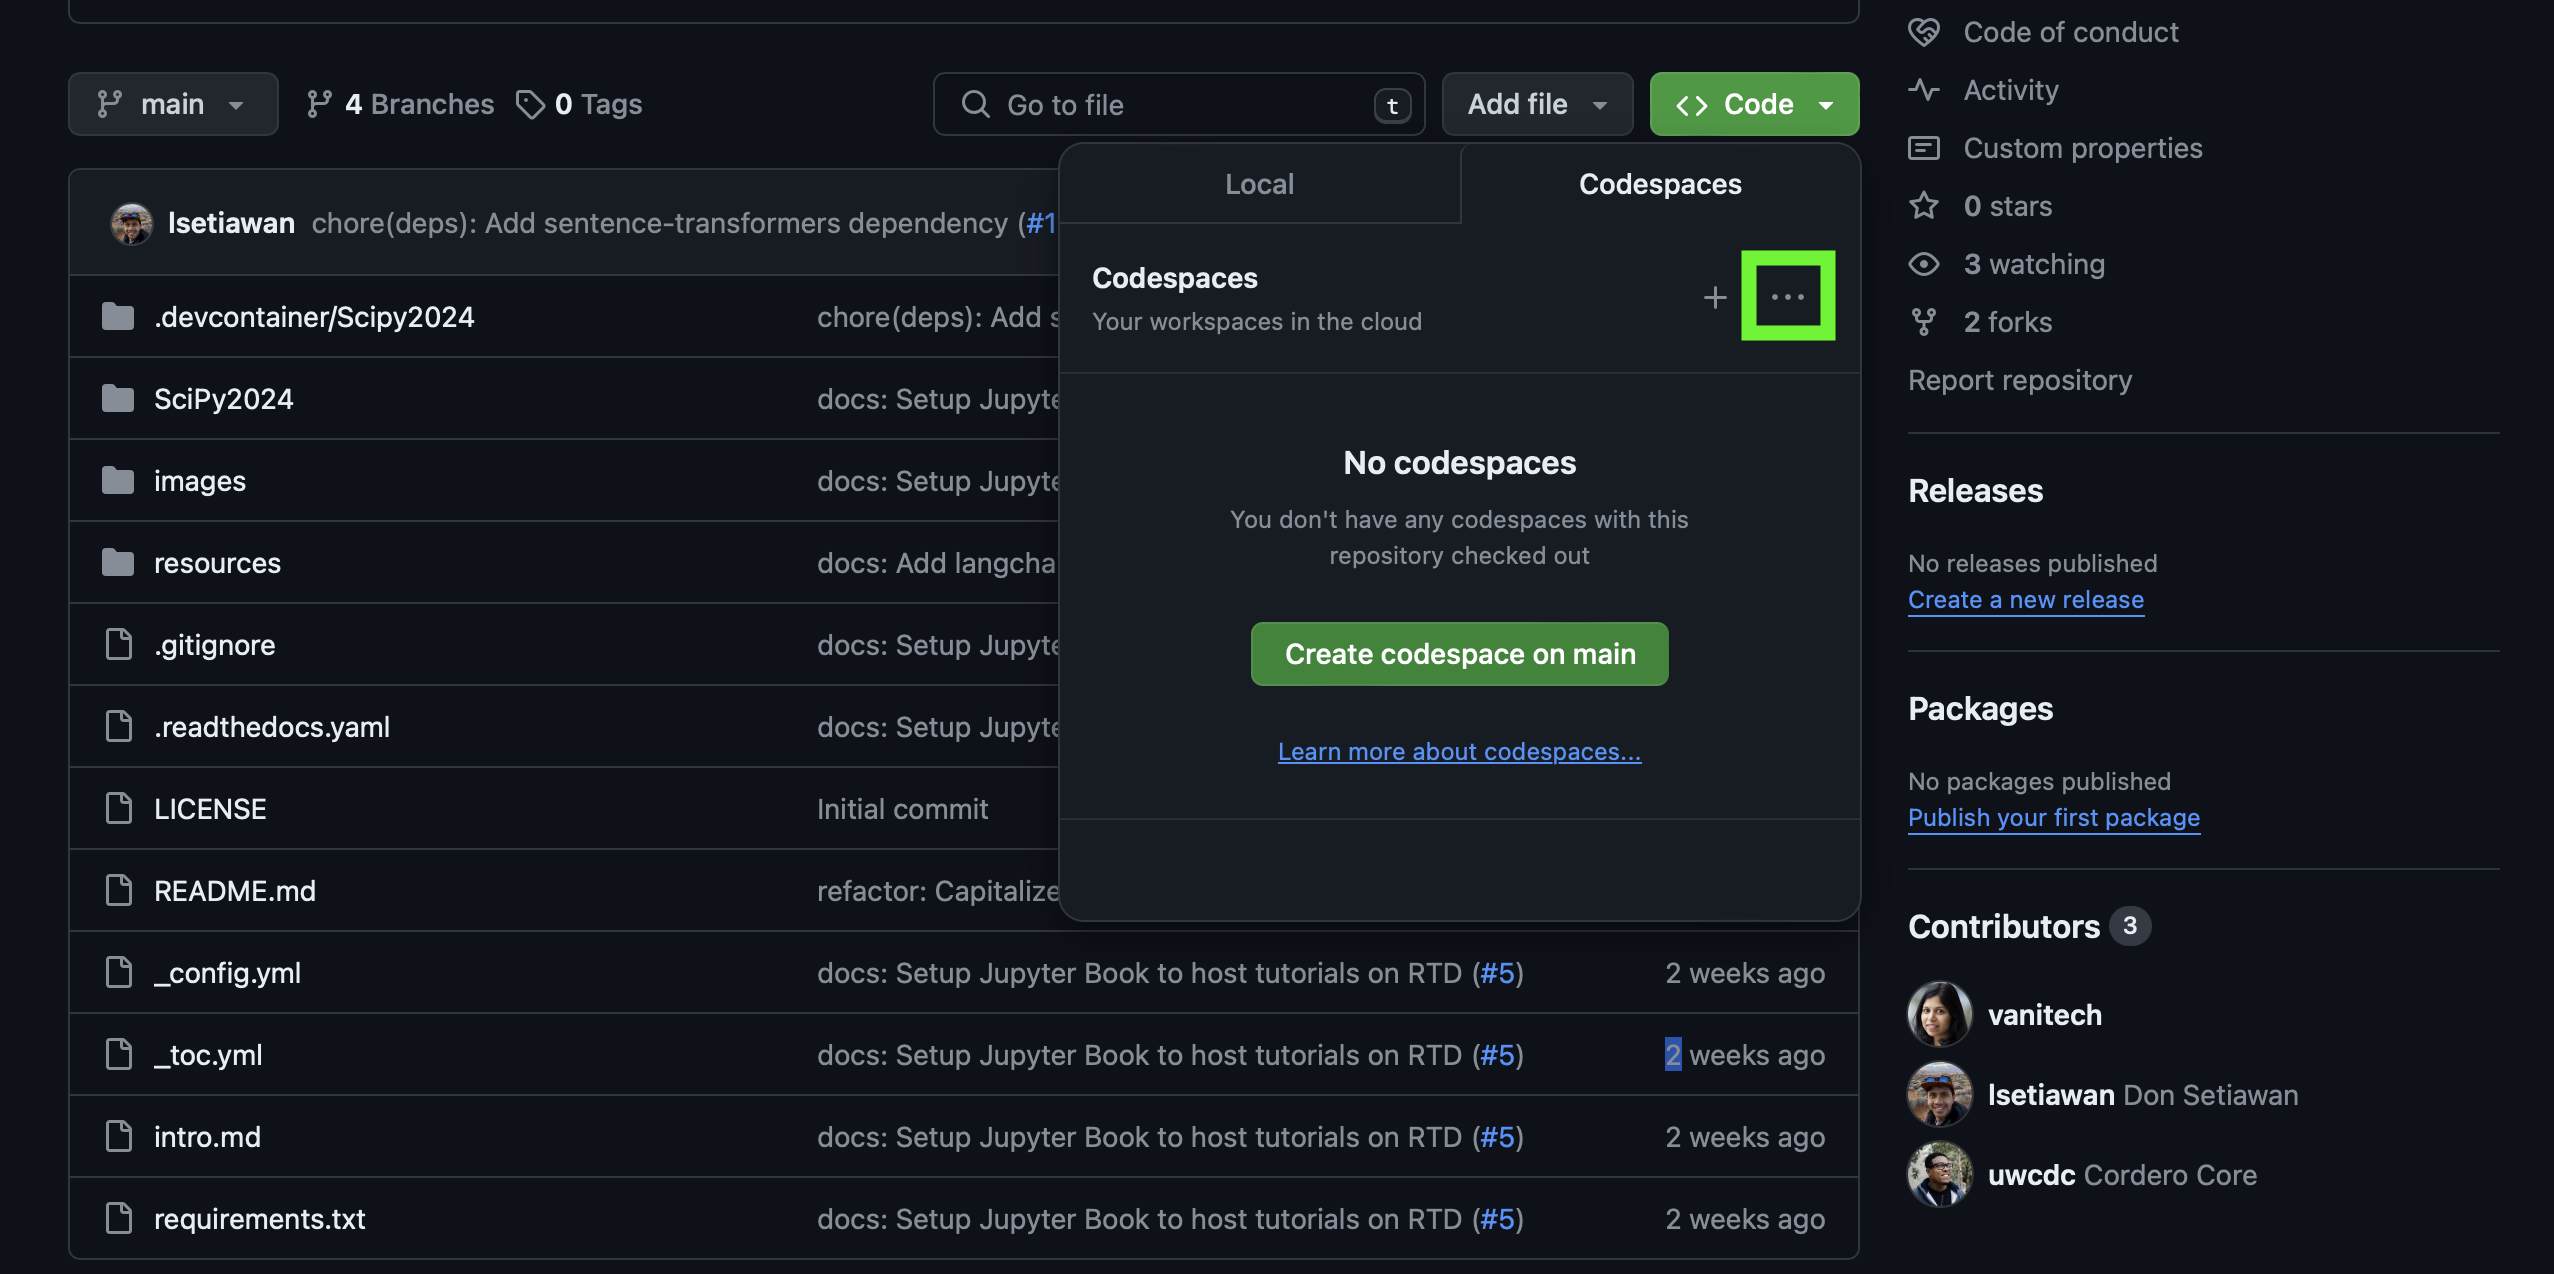 main 4 Branches 0 Tags Go to file t Add file Code
Local Codespaces
lsetiawan chore(deps): Add sentence-transformers dependency (#1
Codespaces
Your workspaces in the cloud
No codespaces
You don't have any codespaces with this
repository checked out
Create codespace on main
Learn more about codespaces...
.devcontainer/Scipy2024 chore(deps): Add
SciPy2024 docs: Setup
images docs: Setup
resources docs: Add
.gitignore docs: Setup
.readthedocs.yaml docs: Setup
LICENSE Initial commit
README.md refactor: Capitalize
_config.yml docs: Setup Jupyter Book to host tutorials on RTD (#5) 2 weeks ago
_toc.yml docs: Setup Jupyter Book to host tutorials on RTD (#5) 2 weeks ago
intro.md docs: Setup Jupyter Book to host tutorials on RTD (#5) 2 weeks ago
requirements.txt docs: Setup Jupyter Book to host tutorials on RTD (#5) 2 weeks ago
Code of conduct
Activity
Custom properties
0 stars
3 watching
2 forks
Report repository
Releases
No releases published
Create a new release
Packages
No packages published
Publish your first package
Contributors 3
vanitech
lsetiawan Don Setiawan
uwcdc Cordero Core